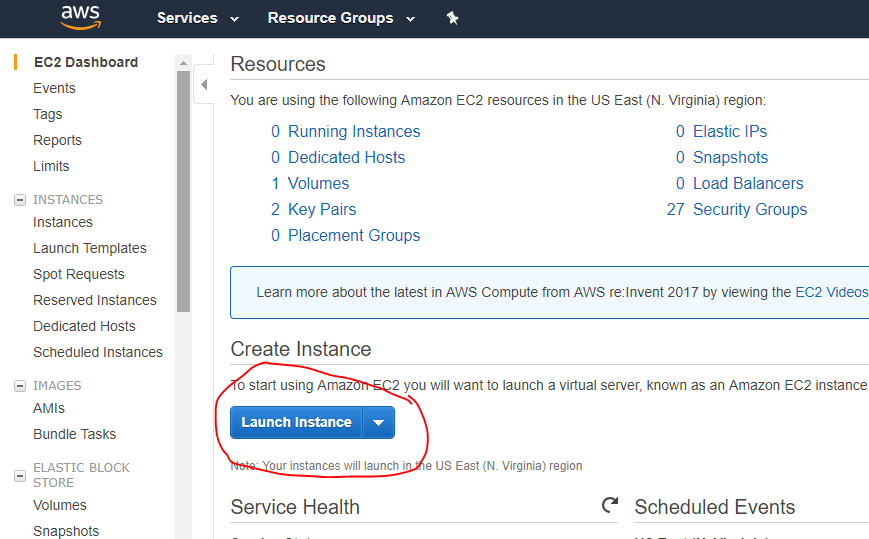 aws
Services Resource Groups
EC2 Dashboard
Events
Tags
Reports
Limits
INSTANCES
Instances
Launch Templates
Spot Requests
Reserved Instances
Dedicated Hosts
Scheduled Instances
IMAGES
AMIs
Bundle Tasks
ELASTIC BLOCK
STORE
Volumes
Snapshots
Resources
You are using the following Amazon EC2 resources in the US East (N. Virginia) region:
0 Running Instances
0 Dedicated Hosts
1 Volumes
2 Key Pairs
0 Placement Groups
0 Elastic IPs
0 Snapshots
0 Load Balancers
27 Security Groups
Learn more about the latest in AWS Compute from AWS re:Invent 2017 by viewing the EC2 Videos
Create Instance
To start using Amazon EC2 you will want to launch a virtual server, known as an Amazon EC2 instance.
Launch Instance
Note: Your instances will launch in the US East (N. Virginia) region
Service Health
Scheduled Events